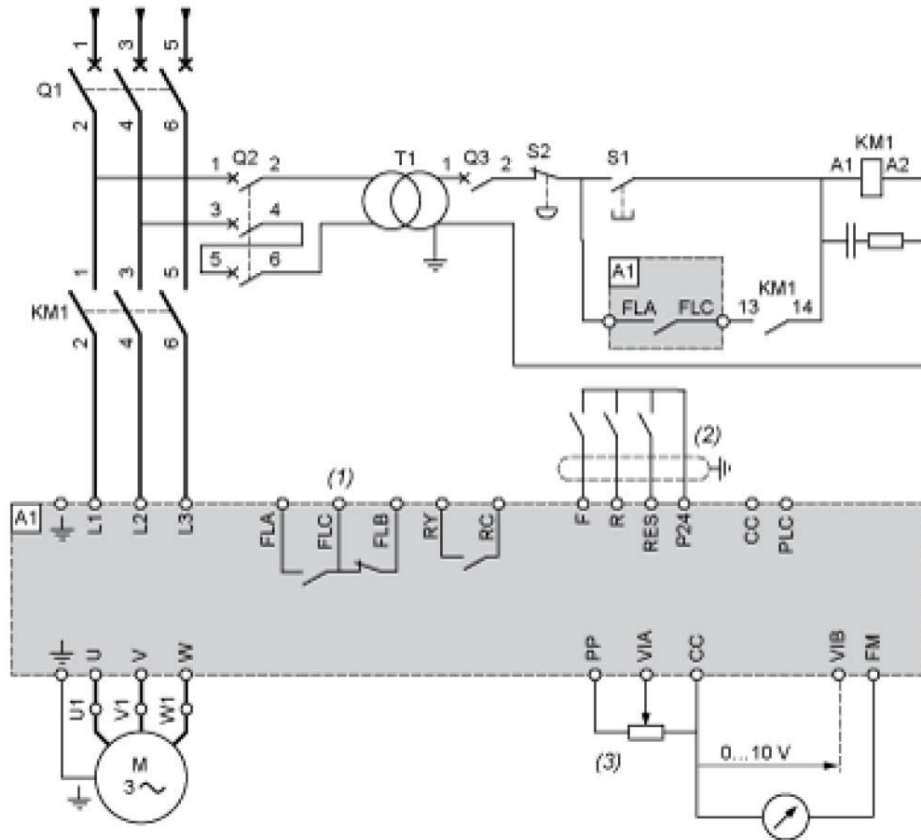 1 3 5
Q1
2 4 6
1 Q2 2 T1 1 Q3 2 S2 S1 KM1
A1 A2
3 4
5 6
A1
1 3 5
FLA FLC 13 KM1 14
KM1
2 4 6
(2)
(1)
A1 L1 L2 L3 FLA FLC FLB RY RC F R RES P24 CC PLC
U V W PP VIA CC VIB FM
U1 V1 W1
M
3
(3)
0...10 V